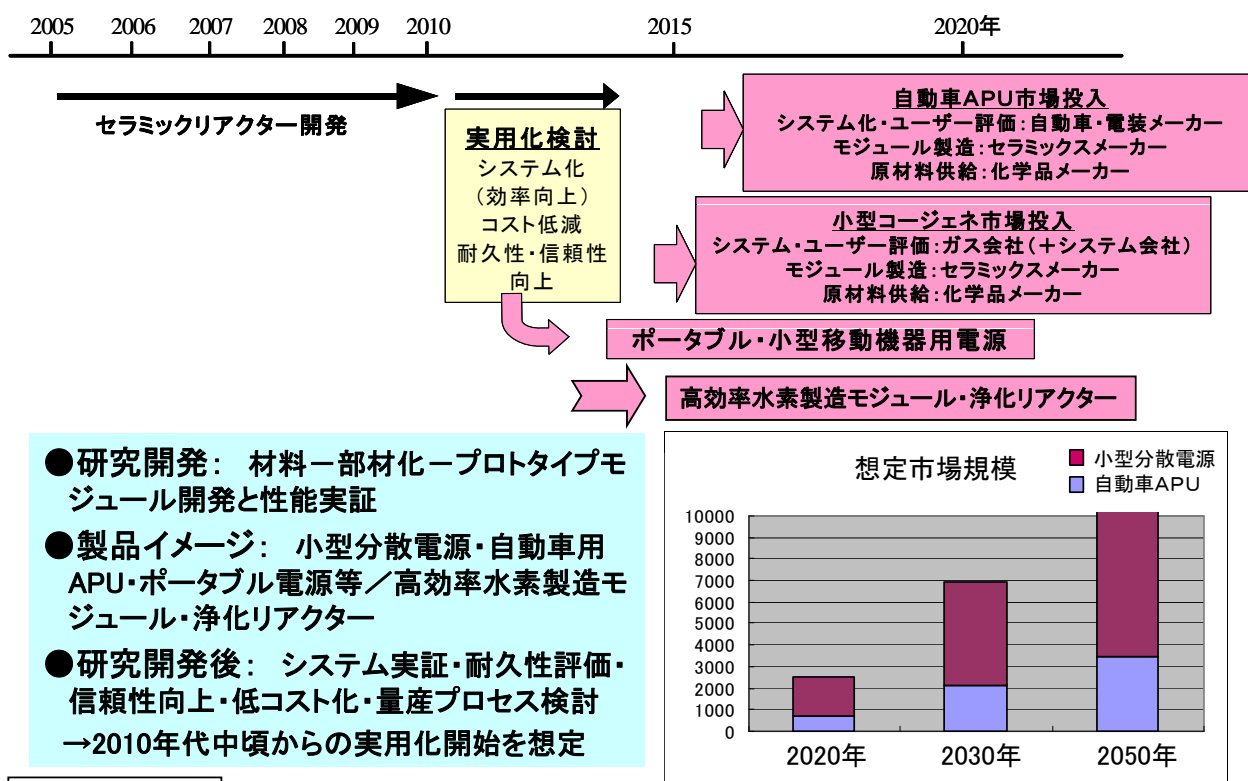 2005 2006 2007 2008 2009 2010 2015 2020年
セラミックリアクター開発
実用化検討
システム化
(効率向上)
コスト低減
耐久性・信頼性
向上
自動車APU市場投入
システム化・ユーザー評価:自動車・電装メーカー
モジュール製造:セラミックスメーカー
原材料供給:化学品メーカー
小型コージェネ市場投入
システム・ユーザー評価:ガス会社(+システム会社)
モジュール製造:セラミックスメーカー
原材料供給:化学品メーカー
ポータブル・小型移動機器用電源
高効率水素製造モジュール・浄化リアクター
●研究開発: 材料-部材化-プロトタイプモ
ジュール開発と性能実証
●製品イメージ: 小型分散電源・自動車用
APU・ポータブル電源等/高効率水素製造モ
ジュール・浄化リアクター
●研究開発後: システム実証・耐久性評価・
信頼性向上・低コスト化・量産プロセス検討
→2010年代中頃からの実用化開始を想定
想定市場規模
小型分散電源
自動車APU
10000
9000
8000
7000
6000
5000
4000
3000
2000
1000
0
2020年 2030年 2050年